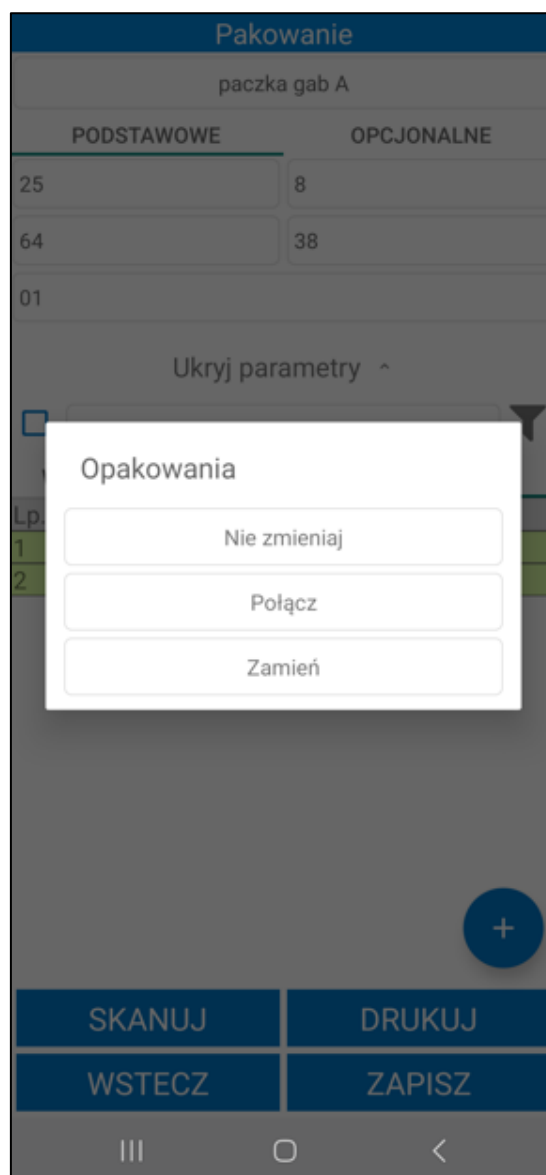 Pakowanie
paczka gab A
PODSTAWOWE OPCJONALNE
25 8
64 38
01
Ukryj parametry
Opakowania
Lp.
Nie zmieniaj
1
Połącz
2
Zamień
+
SKANUJ DRUKUJ
WSTECZ ZAPISZ